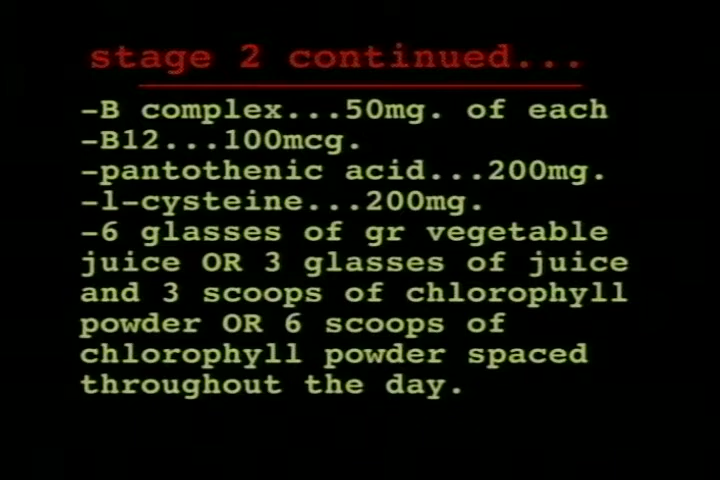 stage 2 continued...
-B complex...50mg. of each
-B12...100mcg.
-pantothenic acid...200mg.
-l-cysteine...200mg.
-6 glasses of gr vegetable
juice OR 3 glasses of juice
and 3 scoops of chlorophyll
powder OR 6 scoops of
chlorophyll powder spaced
throughout the day.